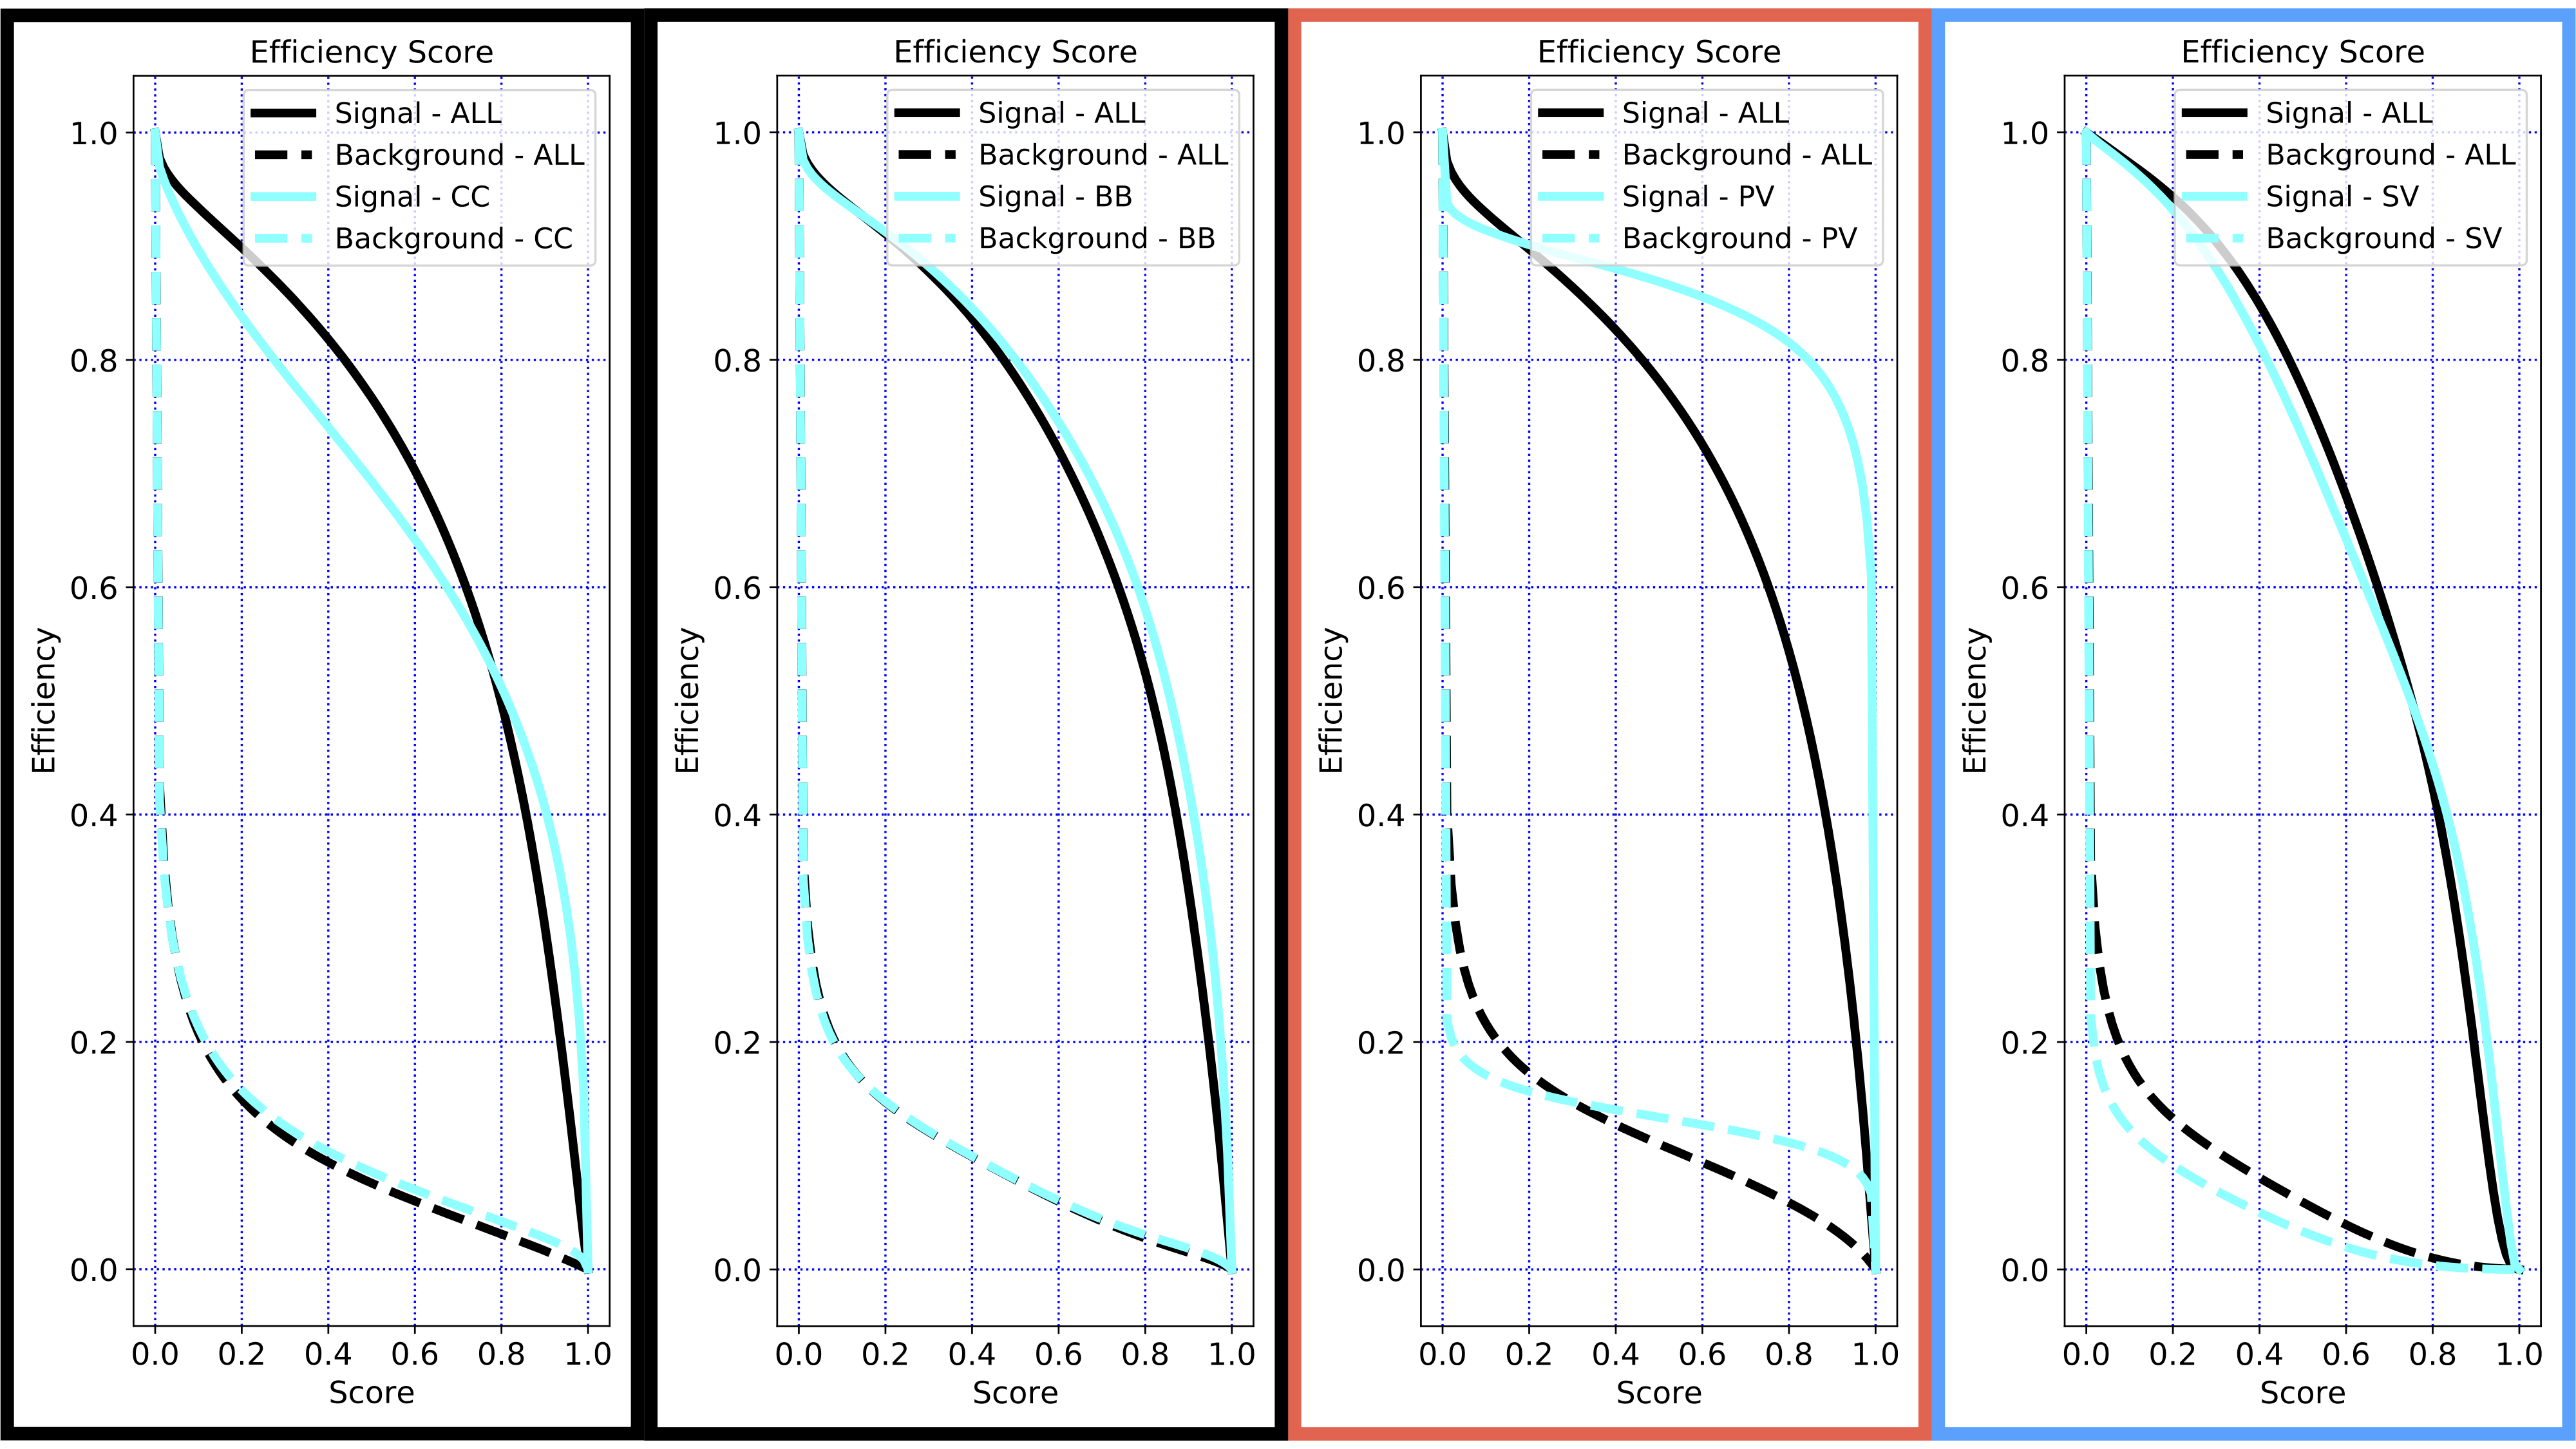 Efficiency Score
Signal - ALL
Background - ALL
Signal - CC
Background - CC
1.0
0.8
0.6
0.4
0.2
0.0
Efficiency
0.0 0.2 0.4 0.6 0.8 1.0
Score
Efficiency Score
Signal - ALL
Background - ALL
Signal - BB
Background - BB
1.0
0.8
0.6
0.4
0.2
0.0
Efficiency
0.0 0.2 0.4 0.6 0.8 1.0
Score
Efficiency Score
Signal - ALL
Background - ALL
Signal - PV
Background - PV
1.0
0.8
0.6
0.4
0.2
0.0
Efficiency
0.0 0.2 0.4 0.6 0.8 1.0
Score
Efficiency Score
Signal - ALL
Background - ALL
Signal - SV
Background - SV
1.0
0.8
0.6
0.4
0.2
0.0
Efficiency
0.0 0.2 0.4 0.6 0.8 1.0
Score